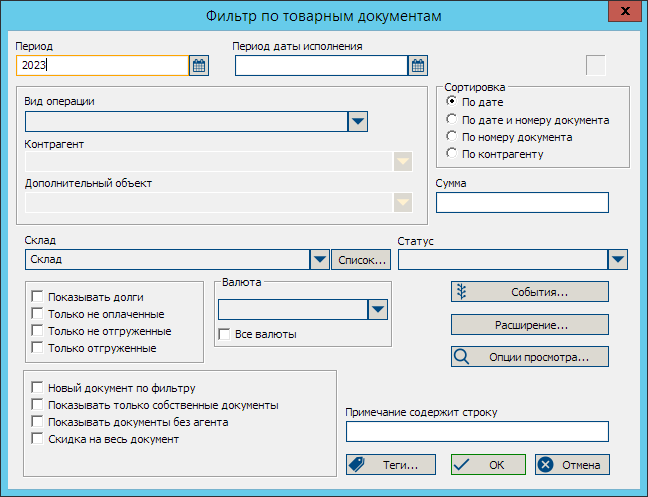 Фильтр по товарным документам
Период
Период даты исполнения
2023
Вид операции
Контрагент
Дополнительный объект
Сортировка
По дате
По дате и номеру документа
По номеру документа
По контрагенту
Сумма
Склад
Статус
Склад
Список...
Показывать долги
Только не оплаченные
Только не отгруженные
Только отгруженные
Валюта
Все валюты
События...
Расширение...
Опции просмотра...
Новый документ по фильтру
Показывать только собственные документы
Показывать документы без агента
Скидка на весь документ
Примечание содержит строку
Теги...
OK
Отмена